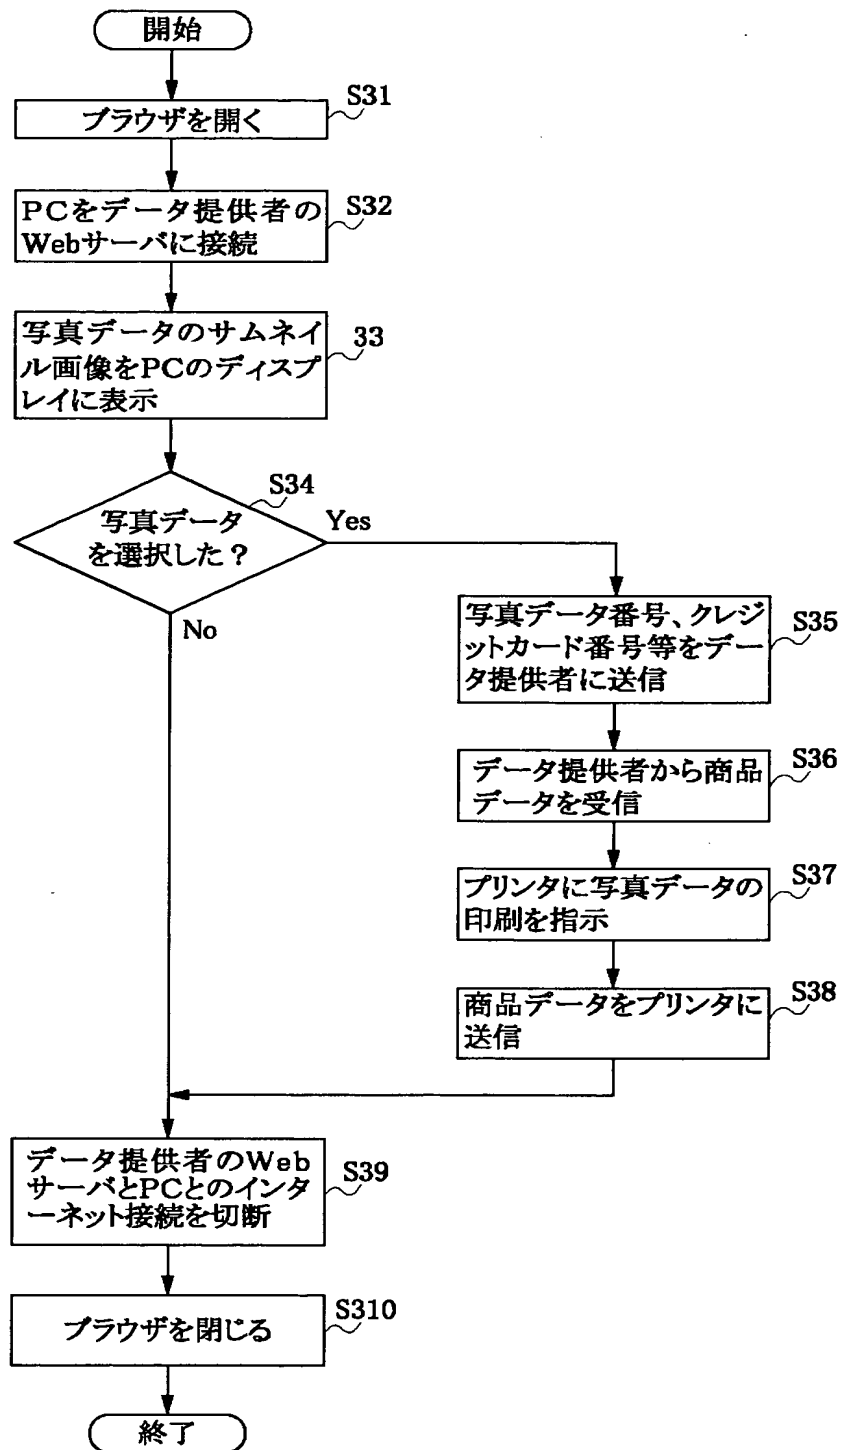 開始
ブラウザを開く
S31
PCをデータ提供者の
Webサーバに接続
S32
写真データのサムネイ
ル画像をPCのディスプ
レイに表示
33
写真データ
を選択した?
S34
Yes
No
写真データ番号、クレジ
ットカード番号等をデー
タ提供者に送信
S35
データ提供者から商品
データを受信
S36
プリンタに写真データの
印刷を指示
S37
商品データをプリンタに
送信
S38
データ提供者のWeb
サーバとPCとのインタ
ーネット接続を切断
S39
ブラウザを閉じる
S310
終了